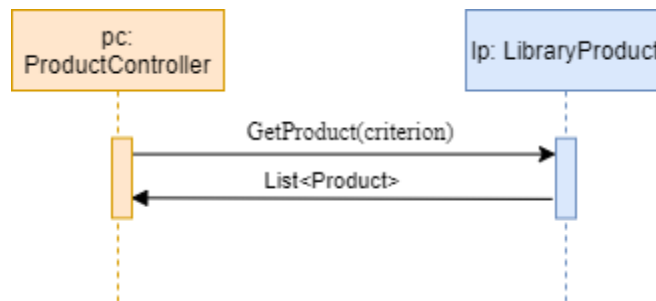 pc:
ProductController
lp: LibraryProduct
GetProduct(criterion)
List<Product>